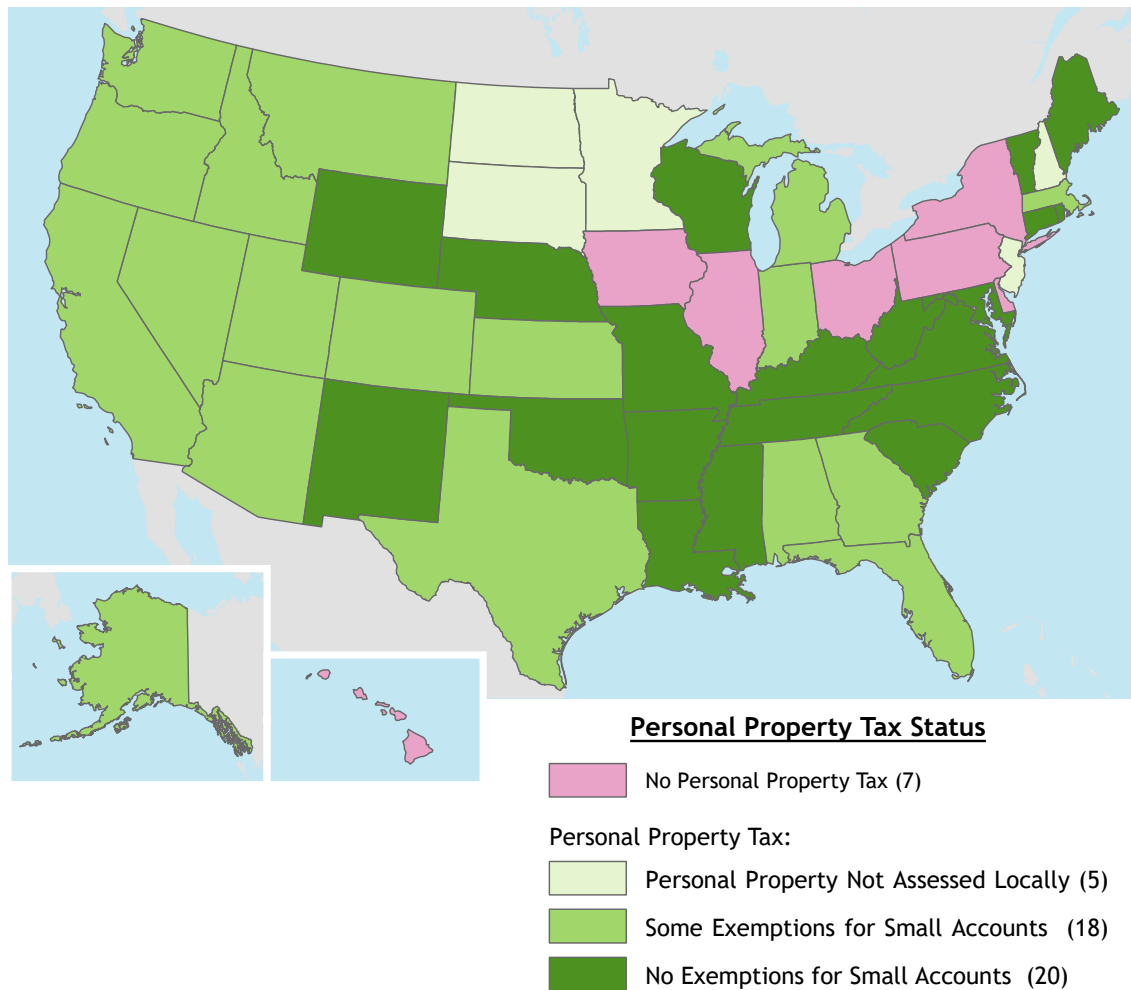 Personal Property Tax Status
No Personal Property Tax (7)
Personal Property Tax:
Personal Property Not Assessed Locally (5)
Some Exemptions for Small Accounts (18)
No Exemptions for Small Accounts (20)